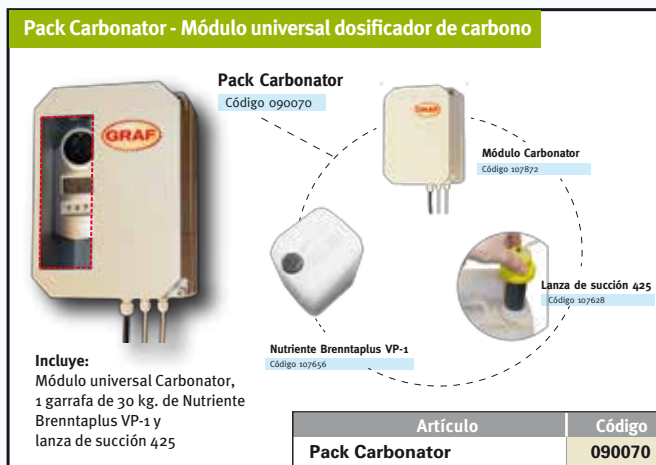 Pack Carbonator - Módulo universal dosificador de carbono
Pack Carbonator
Código 090070
GRAF
Módulo Carbonator
Código 107872
Lanza de succión 425
Código 107628
Nutriente Brenntaplus VP-1
Código 107656
Incluye:
Módulo universal Carbonator,
1 garrafa de 30 kg. de Nutriente
Brenntaplus VP-1 y
lanza de succión 425
Artículo Código
Pack Carbonator 090070